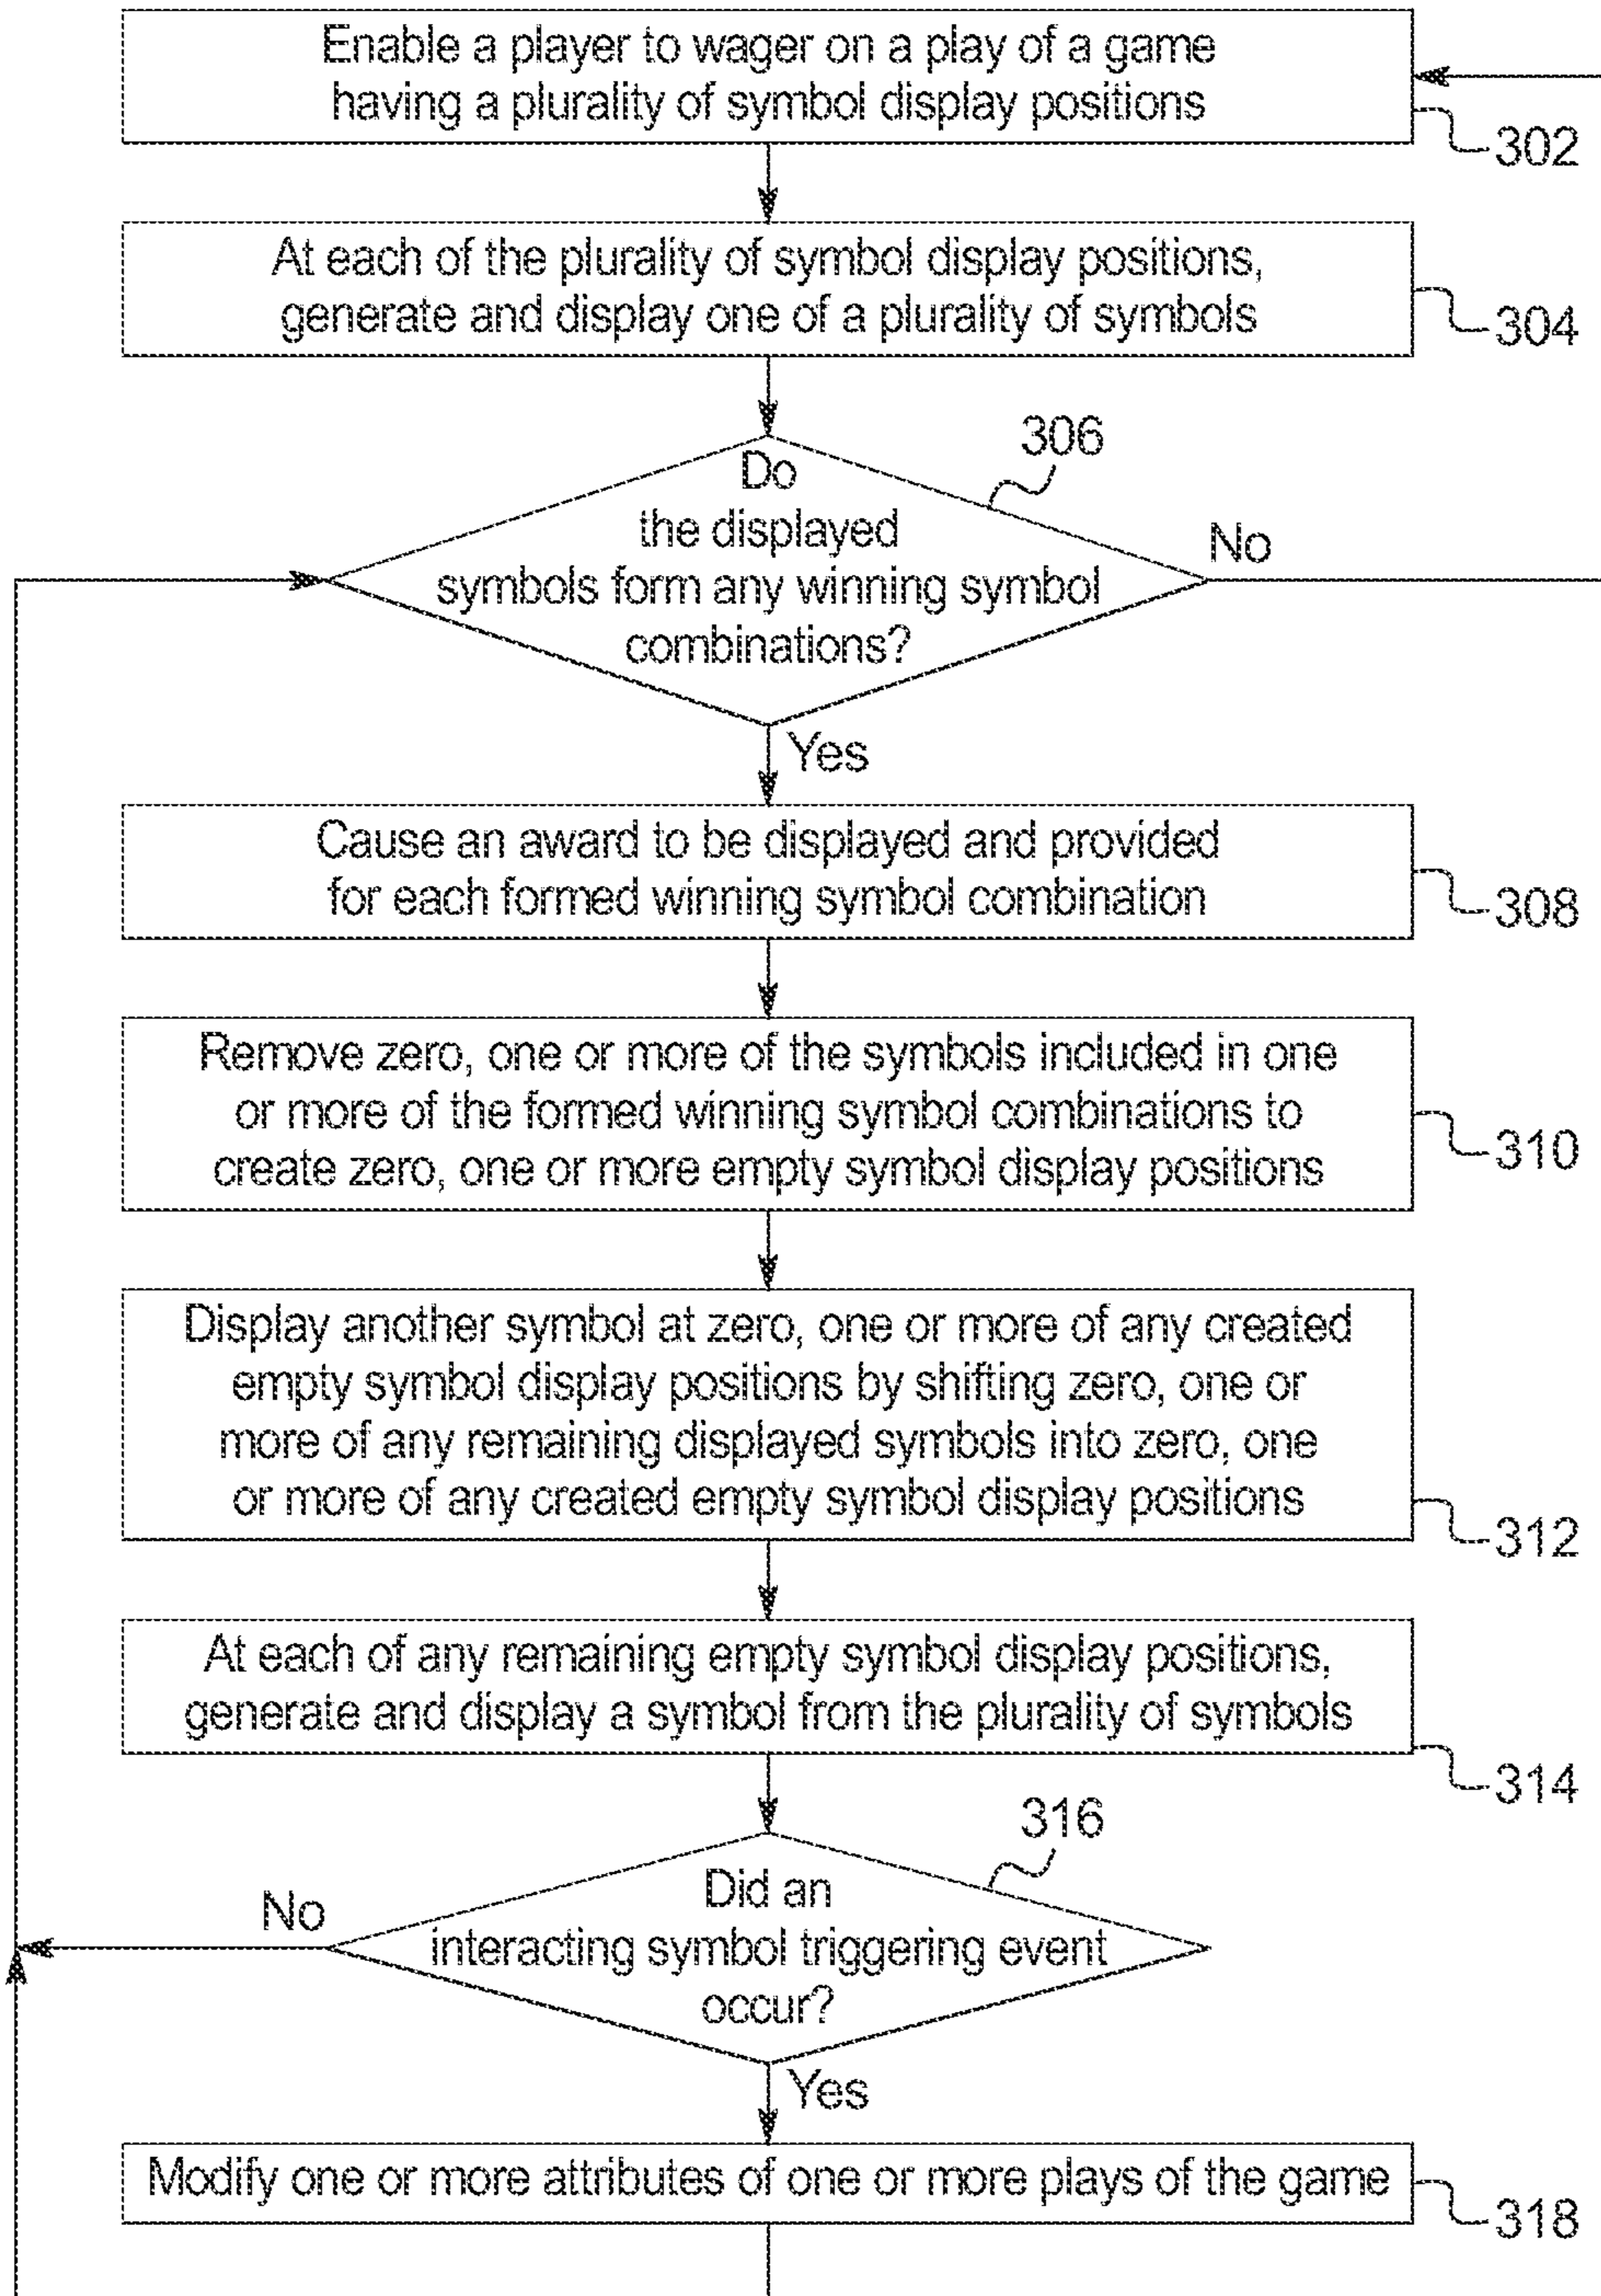 Enable a player to wager on a play of a game
having a plurality of symbol display positions
302
At each of the plurality of symbol display positions,
generate and display one of a plurality of symbols
304
306
Do
the displayed
symbols form any winning symbol
combinations?
No
Yes
Cause an award to be displayed and provided
for each formed winning symbol combination
308
Remove zero, one or more of the symbols included in one
or more of the formed winning symbol combinations to
create zero, one or more empty symbol display positions
310
Display another symbol at zero, one or more of any created
empty symbol display positions by shifting zero, one or
more of any remaining displayed symbols into zero, one
or more of any created empty symbol display positions
312
At each of any remaining empty symbol display positions,
generate and display a symbol from the plurality of symbols
314
316
Did an
interacting symbol triggering event
occur?
No
Yes
Modify one or more attributes of one or more plays of the game
318